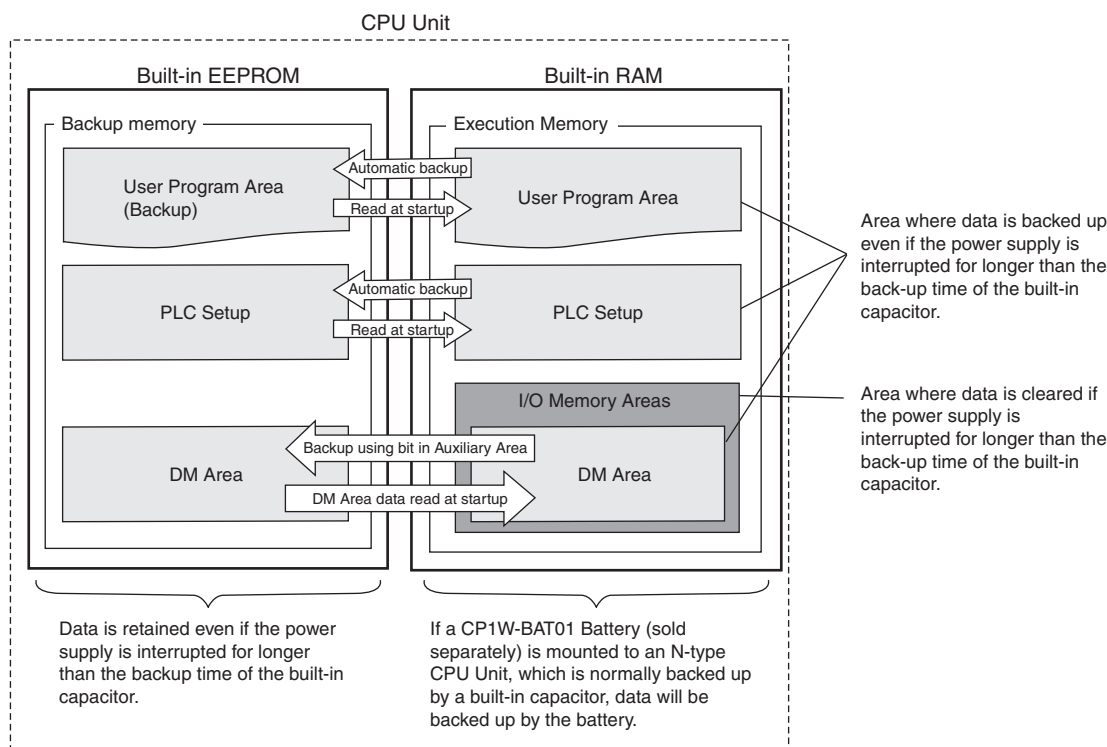 CPU Unit
Built-in EEPROM
Built-in RAM
Backup memory
Execution Memory
User Program Area
(Backup)
Automatic backup
Read at startup
User Program Area
PLC Setup
Automatic backup
Read at startup
PLC Setup
I/O Memory Areas
DM Area
Backup using bit in Auxiliary Area
DM Area data read at startup
DM Area
Area where data is backed up
even if the power supply is
interrupted for longer than the
back-up time of the built-in
capacitor.
Area where data is cleared if
the power supply is
interrupted for longer than the
back-up time of the built-in
capacitor.
Data is retained even if the power
supply is interrupted for longer
than the backup time of the built-in
capacitor.
If a CP1W-BAT01 Battery (sold
separately) is mounted to an N-type
CPU Unit, which is normally backed up
by a built-in capacitor, data will be
backed up by the battery.